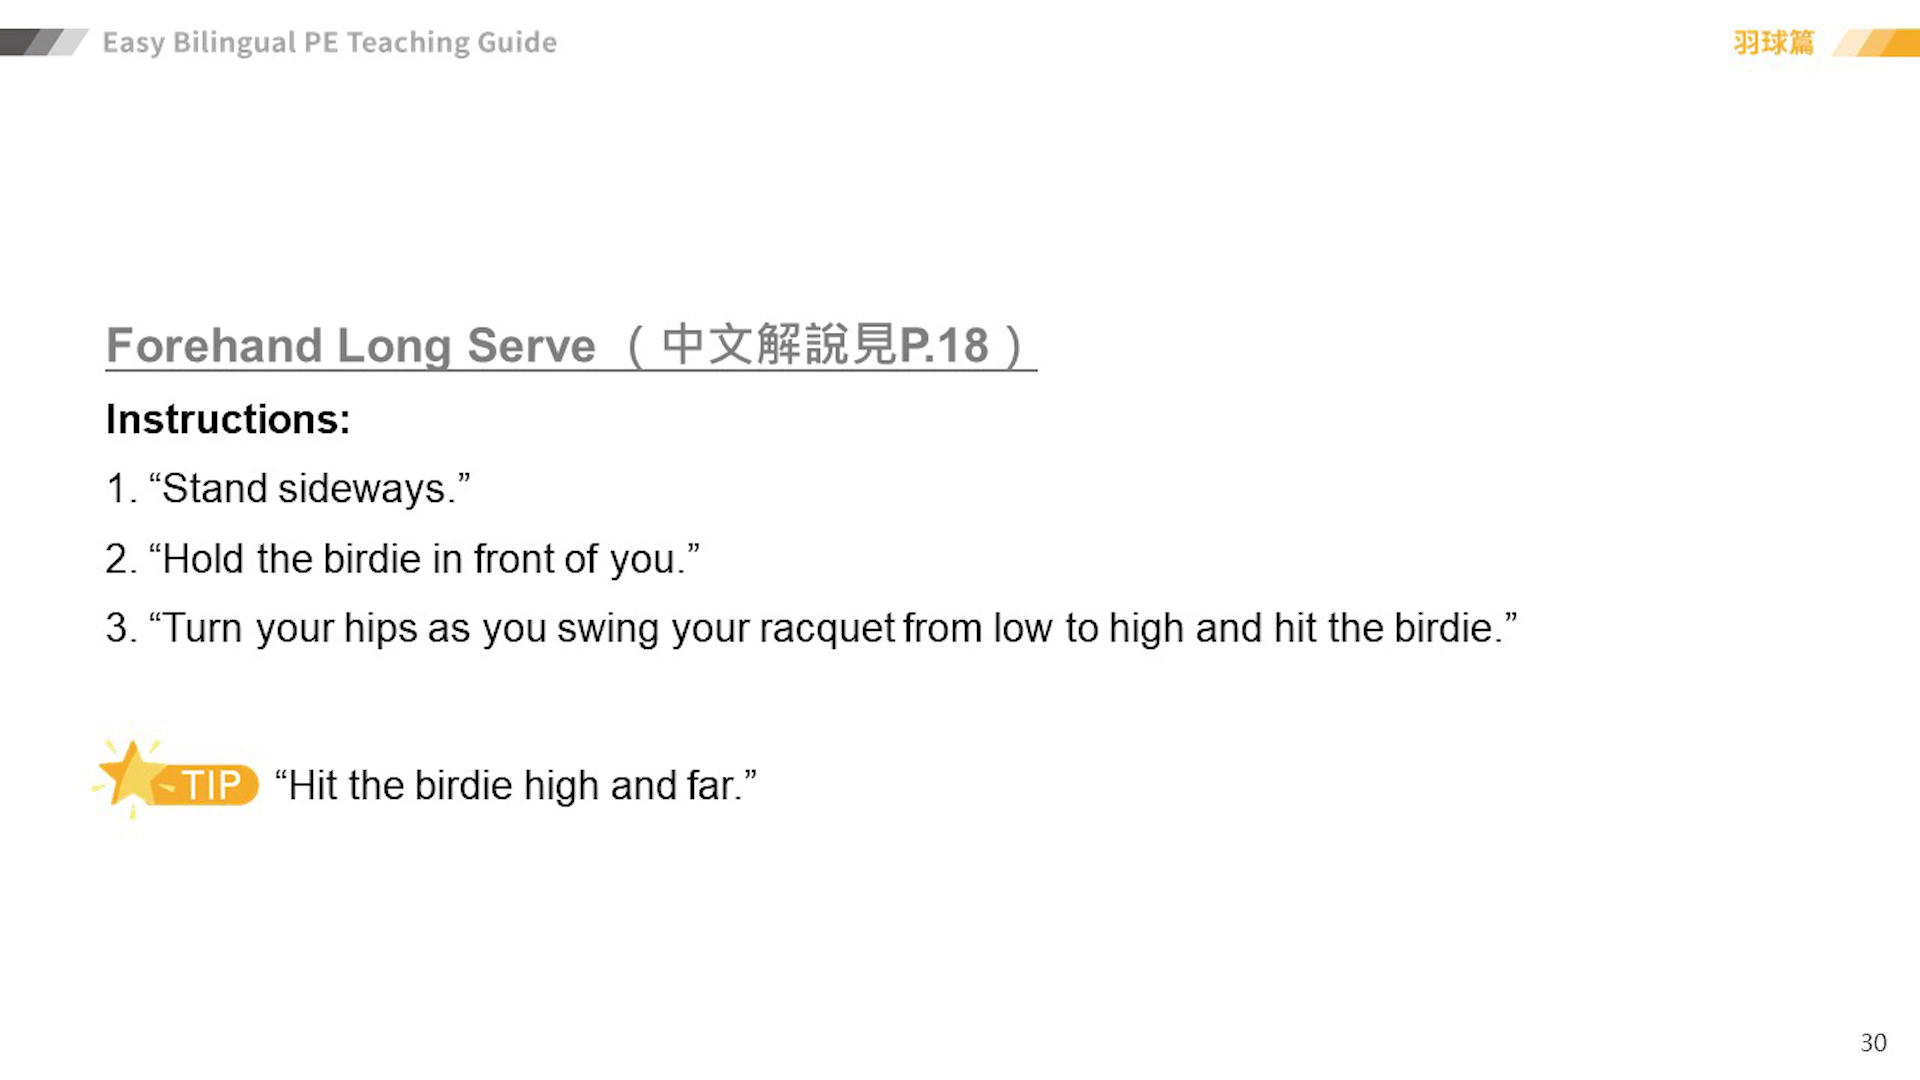 Easy Bilingual PE Teaching Guide
羽球篇
Forehand Long Serve （中文解說見P.18）
Instructions:
1. “Stand sideways.”
2. “Hold the birdie in front of you.”
3. “Turn your hips as you swing your racquet from low to high and hit the birdie.”
TIP “Hit the birdie high and far.”
30